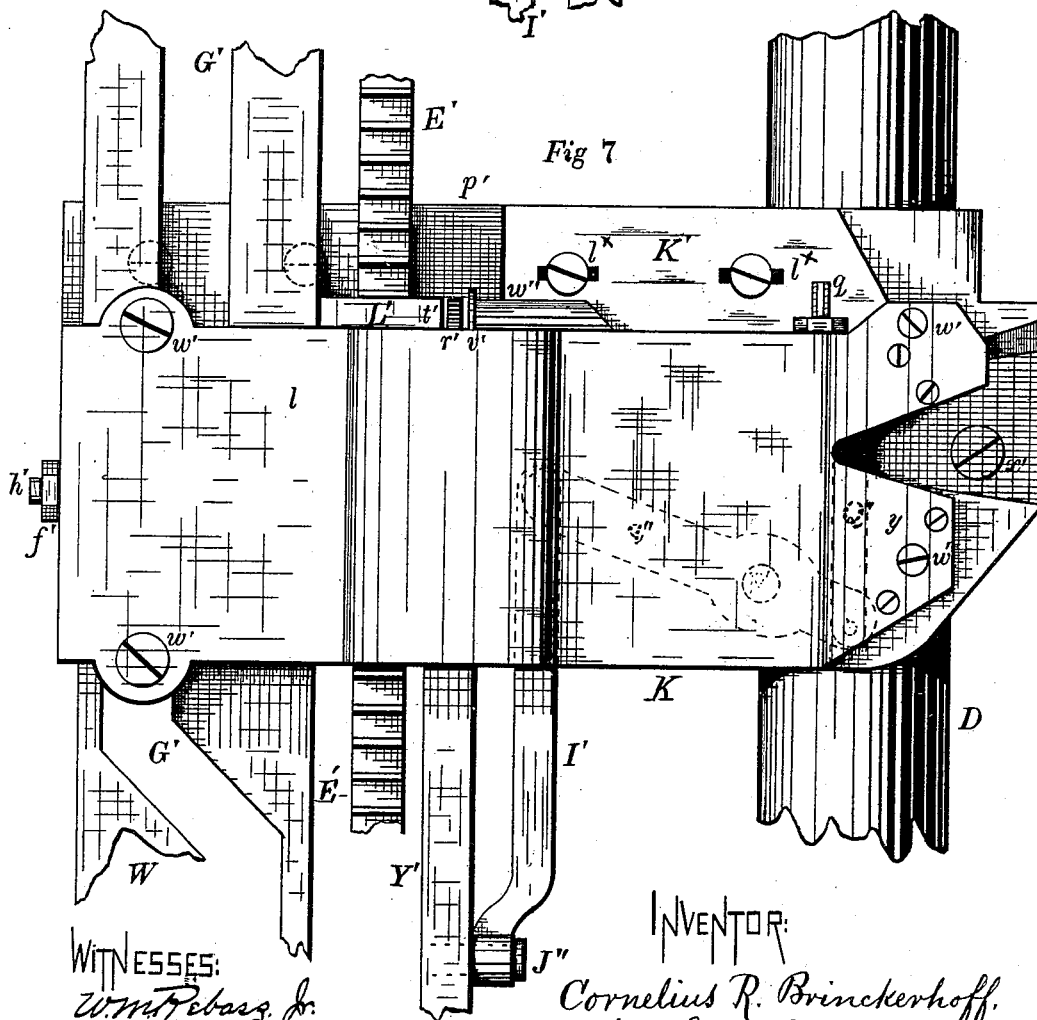 I'
G'
E'
Fig 7
p'
l× K' l×
w' q
L' t'
r' v'
w' w'
l
h' x'
f' j" y
w'
w'
K
G' D
E' I'
W Y'
J"
WITNESSES: INVENTOR:
Cornelius R. Brinckerhoff.